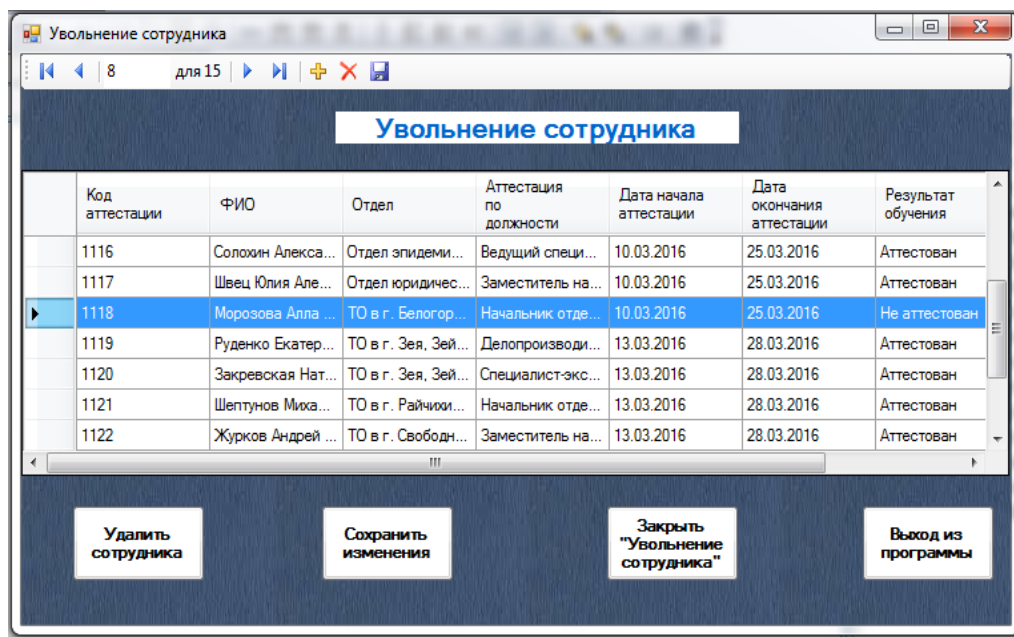 Увольнение сотрудника
8 для 15
Увольнение сотрудника
Код аттестации ФИО Отдел Аттестация по должности Дата начала аттестации Дата окончания аттестации Результат обучения
1116 Солохин Алекса... Отдел эпидеми... Ведущий специ... 10.03.2016 25.03.2016 Аттестован
1117 Швец Юлия Але... Отдел юридичес... Заместитель на... 10.03.2016 25.03.2016 Аттестован
1118 Морозова Алла ... ТО в г. Белогор... Начальник отде... 10.03.2016 25.03.2016 Не аттестован
1119 Руденко Екатер... ТО в г. Зея, Зей... Делопроизводи... 13.03.2016 28.03.2016 Аттестован
1120 Закревская Нат... ТО в г. Зея, Зей... Специалист-экс... 13.03.2016 28.03.2016 Аттестован
1121 Шептунов Миха... ТО в г. Райчихи... Начальник отде... 13.03.2016 28.03.2016 Аттестован
1122 Журков Андрей ... ТО в г. Свободн... Заместитель на... 13.03.2016 28.03.2016 Аттестован
Удалить
сотрудника
Сохранить
изменения
Закрыть
"Увольнение
сотрудника"
Выход из
программы